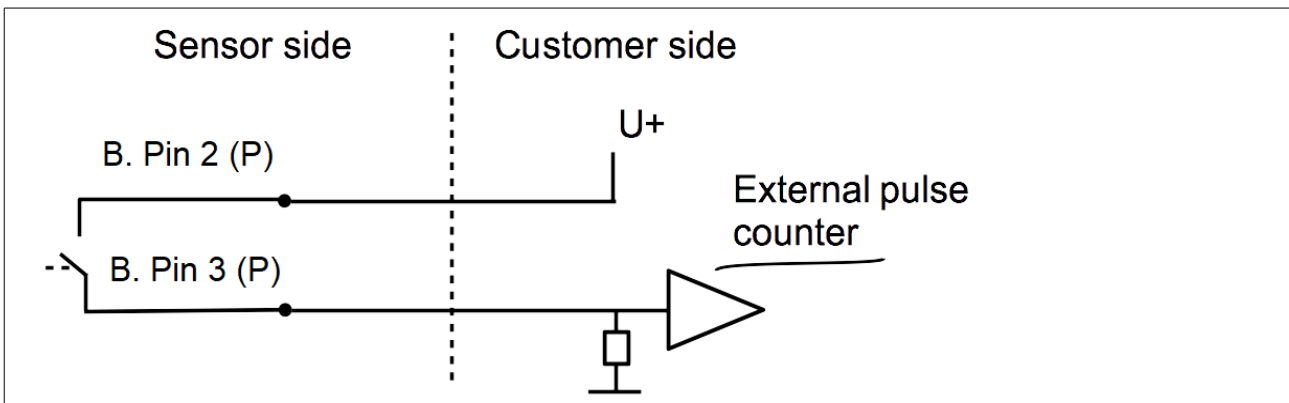 Sensor side
Customer side
U+
B. Pin 2 (P)
External pulse
counter
B. Pin 3 (P)